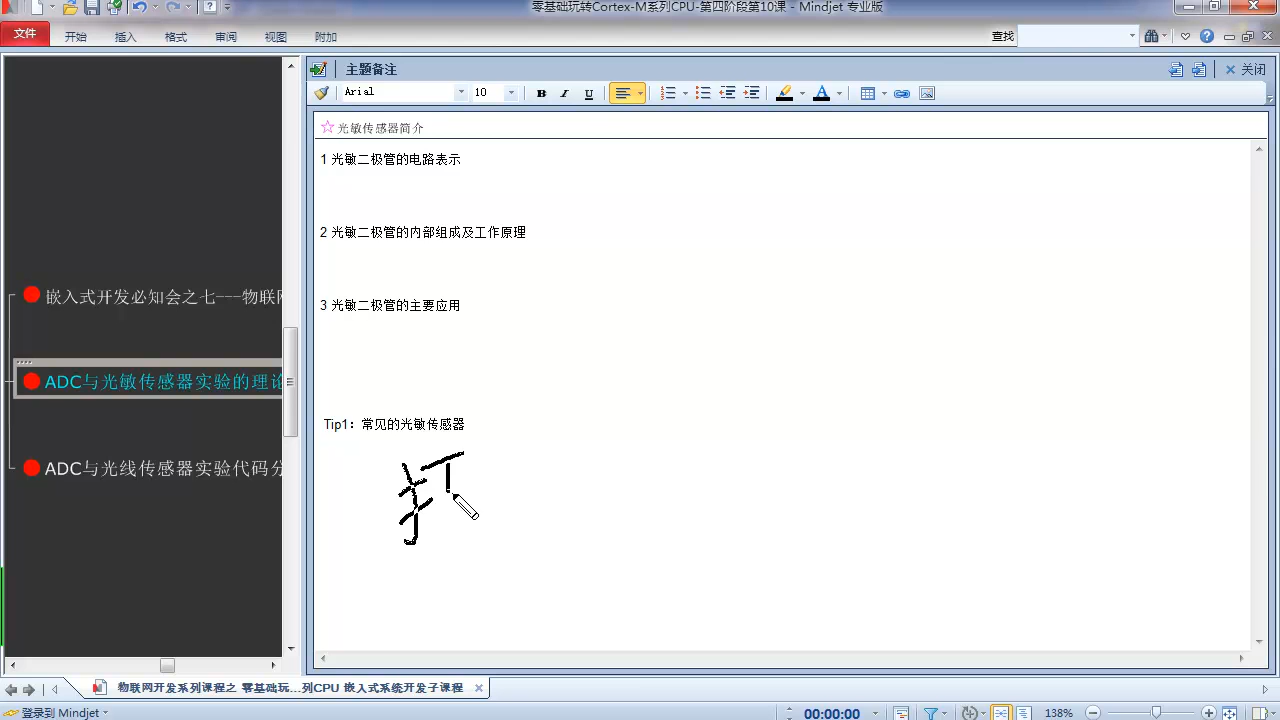 零基础玩转Cortex-M系列CPU-第四阶段第10课 - Mindjet 专业版
文件 开始 插入 格式 审阅 视图 附加 查找
主题备注 关闭
Arial 10 B I U
☆光敏传感器简介
1 光敏二极管的电路表示
2 光敏二极管的内部组成及工作原理
3 光敏二极管的主要应用
Tip1：常见的光敏传感器
嵌入式开发必知会之七---物联网
ADC与光敏传感器实验的理论
ADC与光线传感器实验代码分
物联网开发系列课程之 零基础玩...列CPU 嵌入式系统开发子课程
登录到 Mindjet 00:00:00 138%